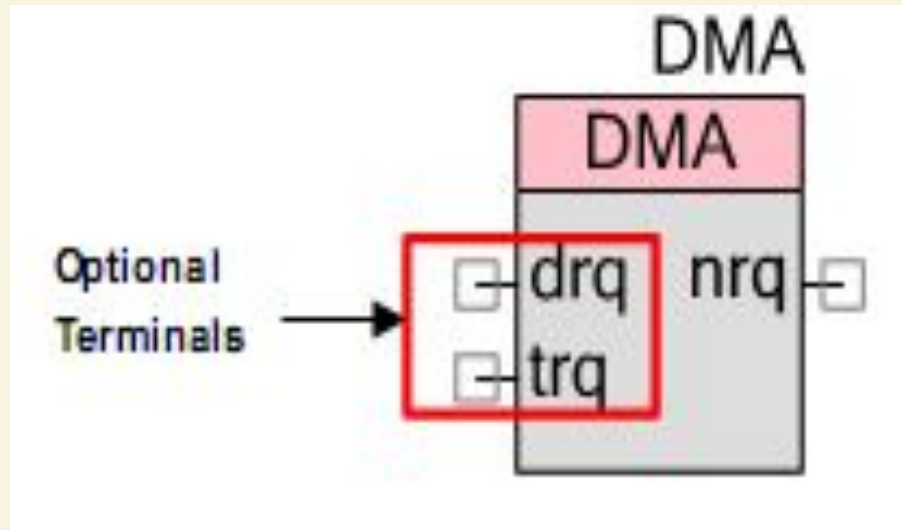 DMA
DMA
Optional
Terminals
drq
nrq
trq